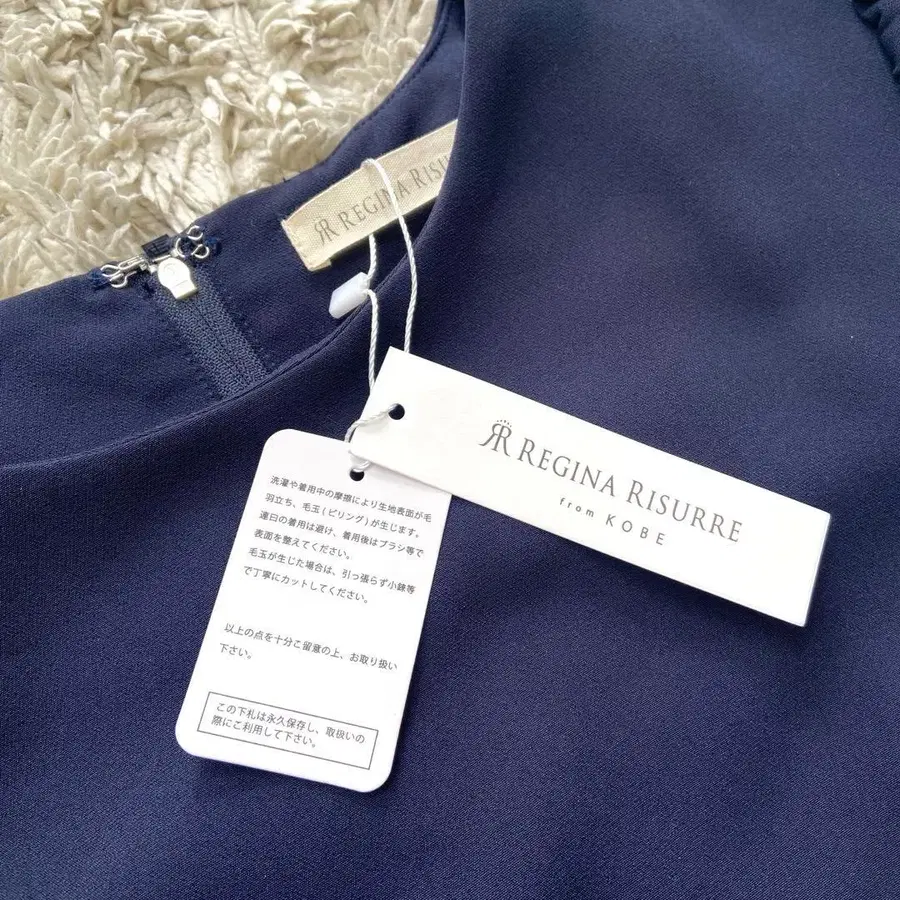 RR REGINA RISURRE
RR REGINA RISURRE
from KOBE
洗濯や着用中の摩擦により生地表面が毛
羽立ち、毛玉(ピリング)が生じます。
連日の着用は避け、着用後はブラシ等で
表面を整えてください。
毛玉が生じた場合は、引っ張らず小鋏等
で丁寧にカットしてください。
以上の点を十分ご留意の上、お取り扱い
下さい。
この下札は永久保存し、取扱いの
際にご利用して下さい。